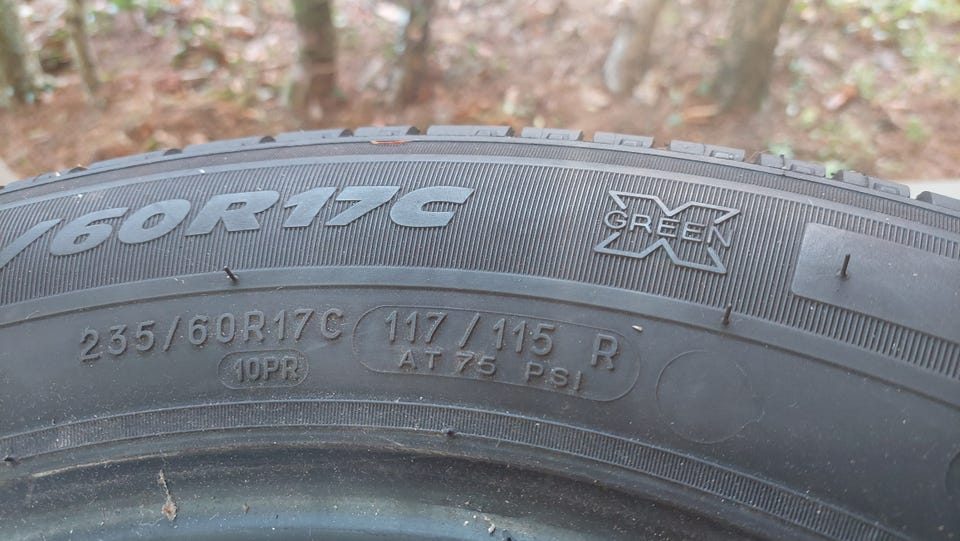 /60R17C
GREEN X
235/60R17C 117/115 R
10PR AT 75 PSI